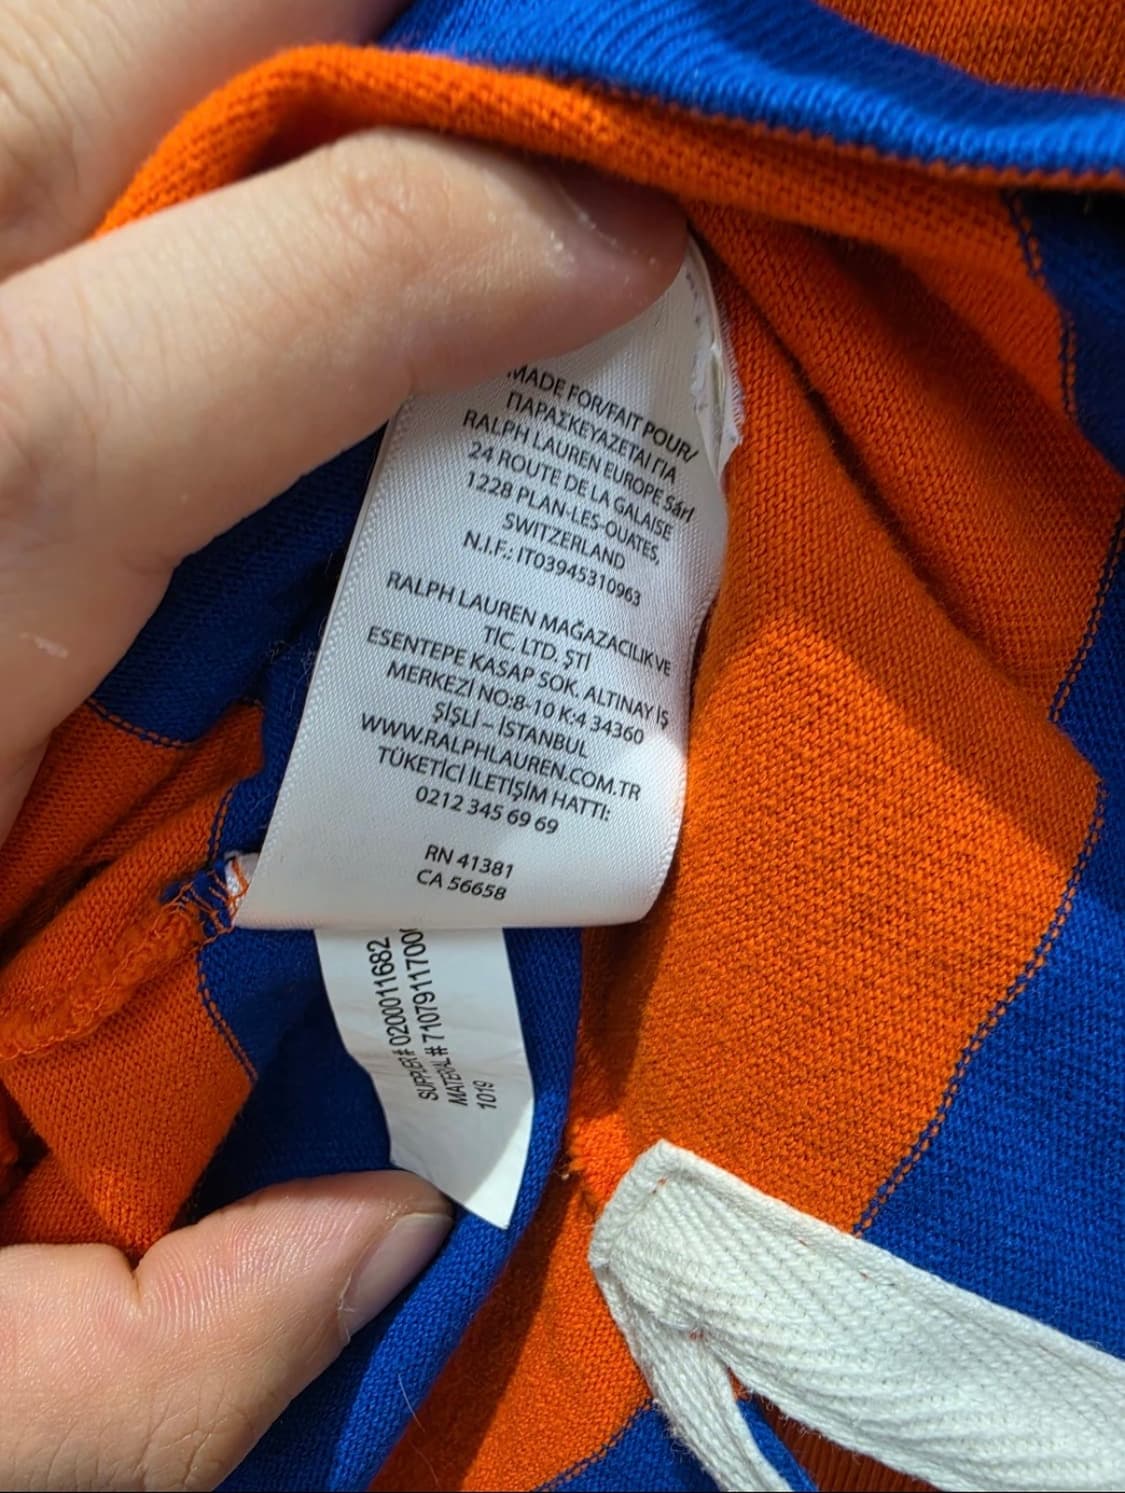 MADE FOR/FAIT POUR/
ΠΑΡΑΣΚΕΥΑΖΕΤΑΙ ΓΙΑ
RALPH LAUREN EUROPE Sárl
24 ROUTE DE LA GALAISE
1228 PLAN-LES-OUATES,
SWITZERLAND
N.I.F.: IT03945310963
RALPH LAUREN MAĞAZACILIK VE
TİC. LTD. ŞTİ
ESENTEPE KASAP SOK. ALTINAY İŞ
MERKEZİ NO:8-10 K:4 34360
ŞİŞLİ – İSTANBUL
WWW.RALPHLAUREN.COM.TR
TÜKETİCİ İLETİŞİM HATTI:
0212 345 69 69
RN 41381
CA 56658
SUPPLIER# 0200011682
MATERIAL#
1019